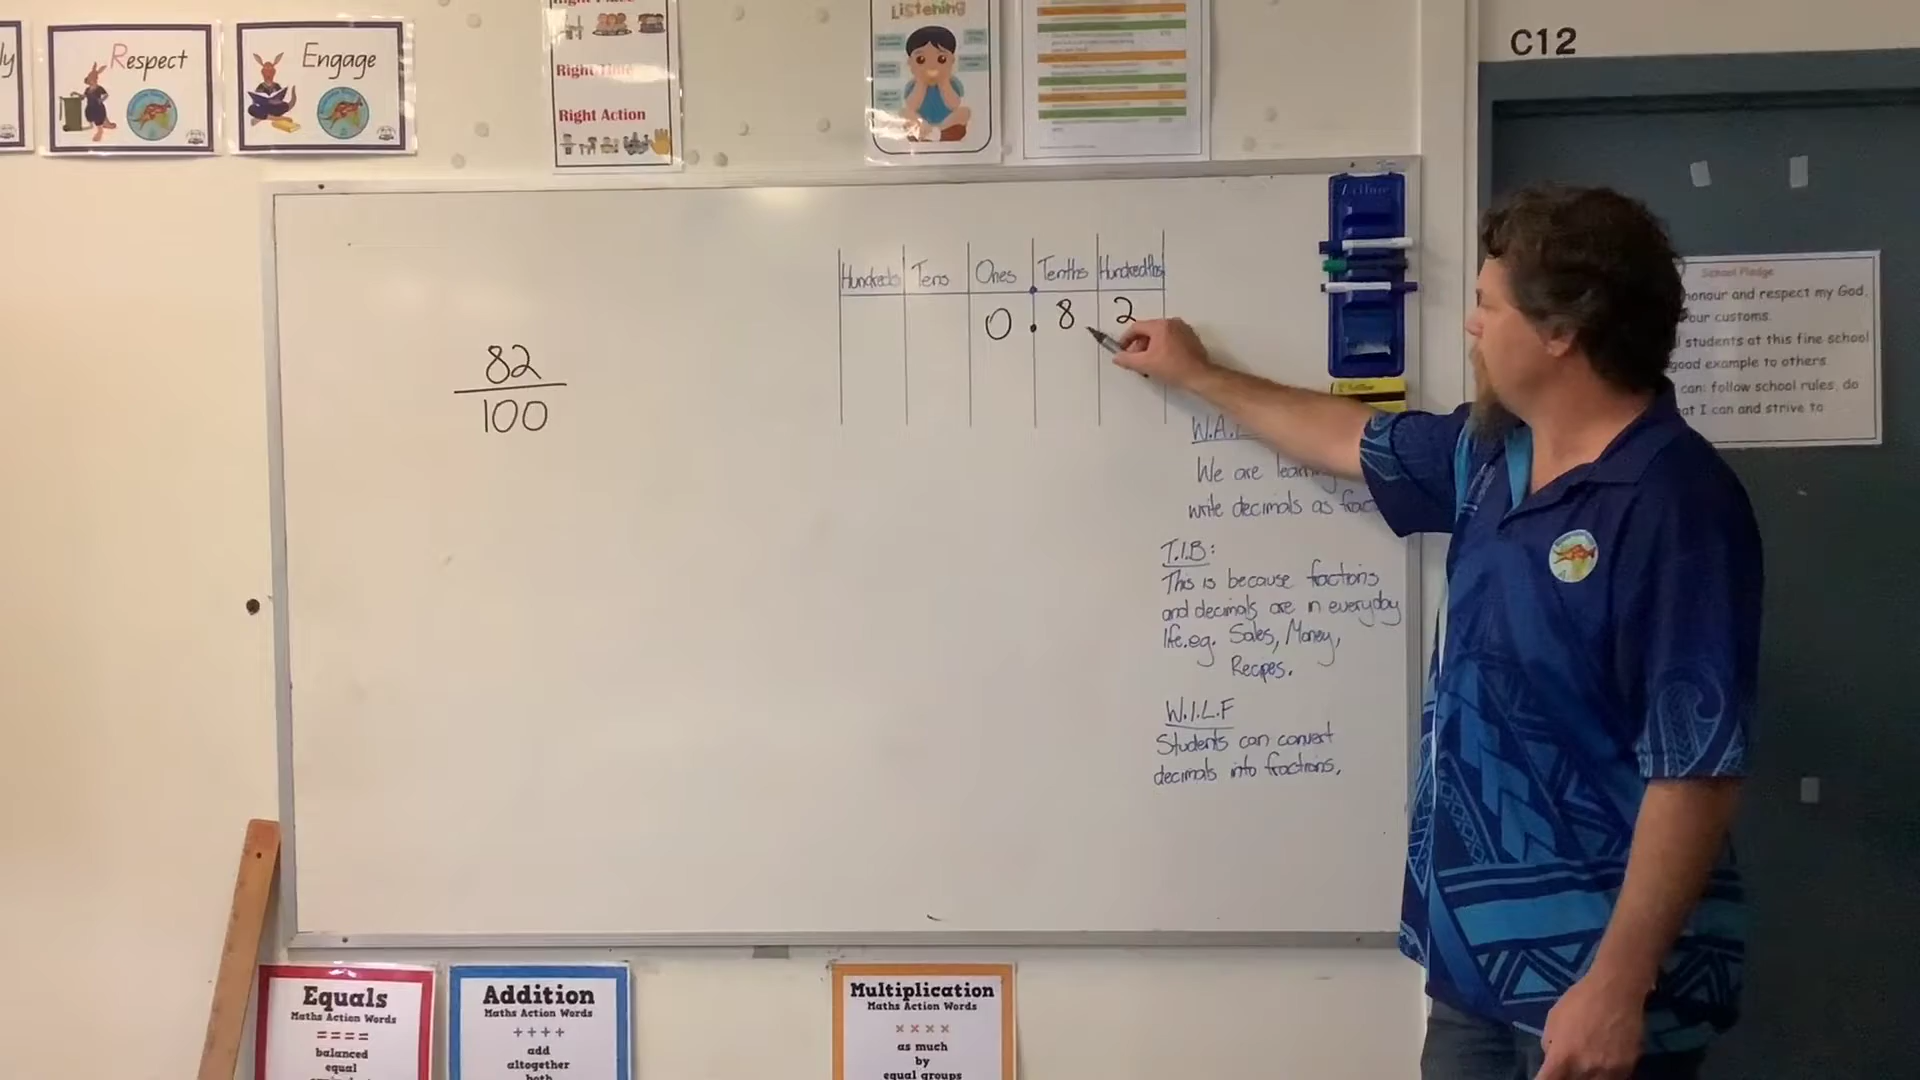 Respect
Engage
Right Action
Listening
C12
School Pledge
honour and respect my God,
our customs.
students at this fine school
good example to others
can: follow school rules, do
at I can and strive to
Hundreds Tens Ones Tenths Hundredths
0 . 8 2
82
100
We are
write decimals as
T.I.B:
This is because fractions
and decimals are in everyday
life.eg. Sales, Money,
Recipes.
W.I.L.F
Students can convert
decimals into fractions.
Equals
Maths Action Words
= = = =
balanced
equal
Addition
Maths Action Words
+ + + +
add
altogether
both
Multiplication
Maths Action Words
× × × ×
as much
by
equal groups